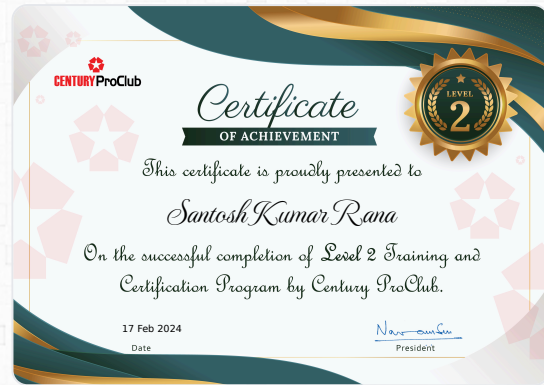 CENTURY ProClub
Certificate
OF ACHIEVEMENT
LEVEL
2
This certificate is proudly presented to
Santosh Kumar Rana
On the successful completion of Level 2 Training and
Certification Program by Century ProClub.
17 Feb 2024
Date
President